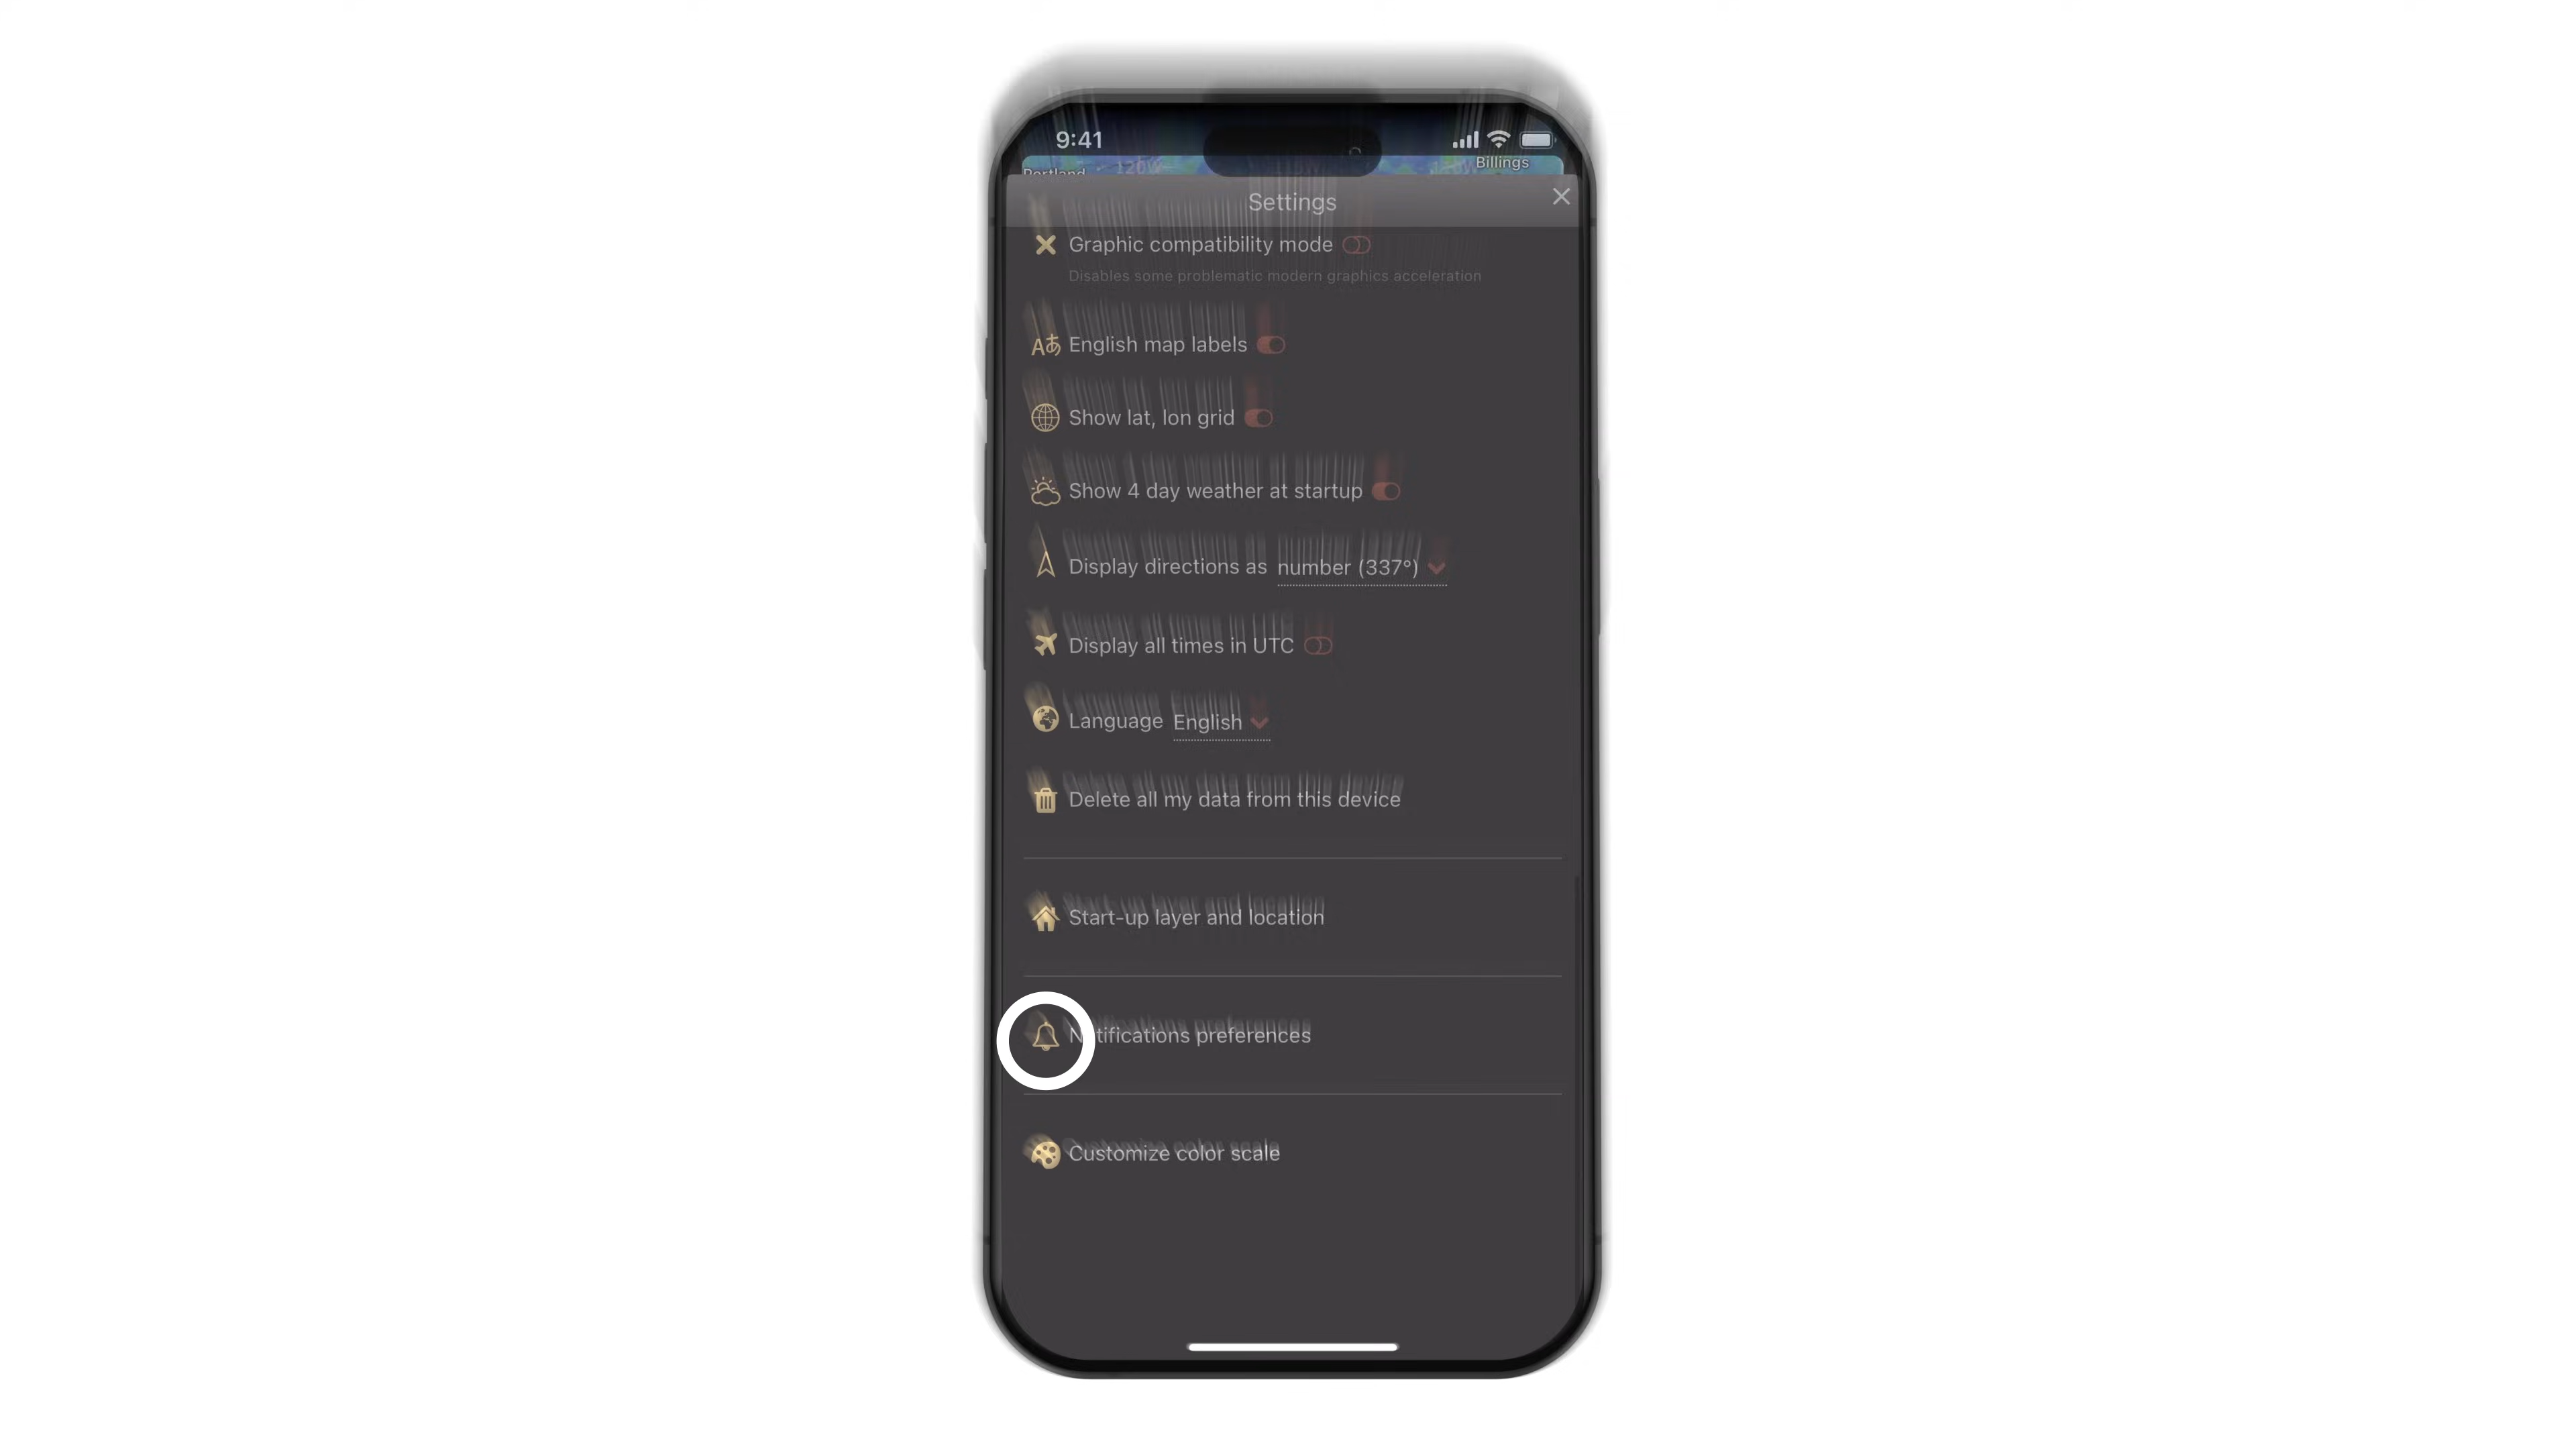 9:41
Billings
Portland
Settings
Graphic compatibility mode
Disables some problematic modern graphics acceleration
Aあ English map labels
Show lat, lon grid
Show 4 day weather at startup
Display directions as number (337°)
Display all times in UTC
Language English
Delete all my data from this device
Start-up layer and location
Notifications preferences
Customize color scale